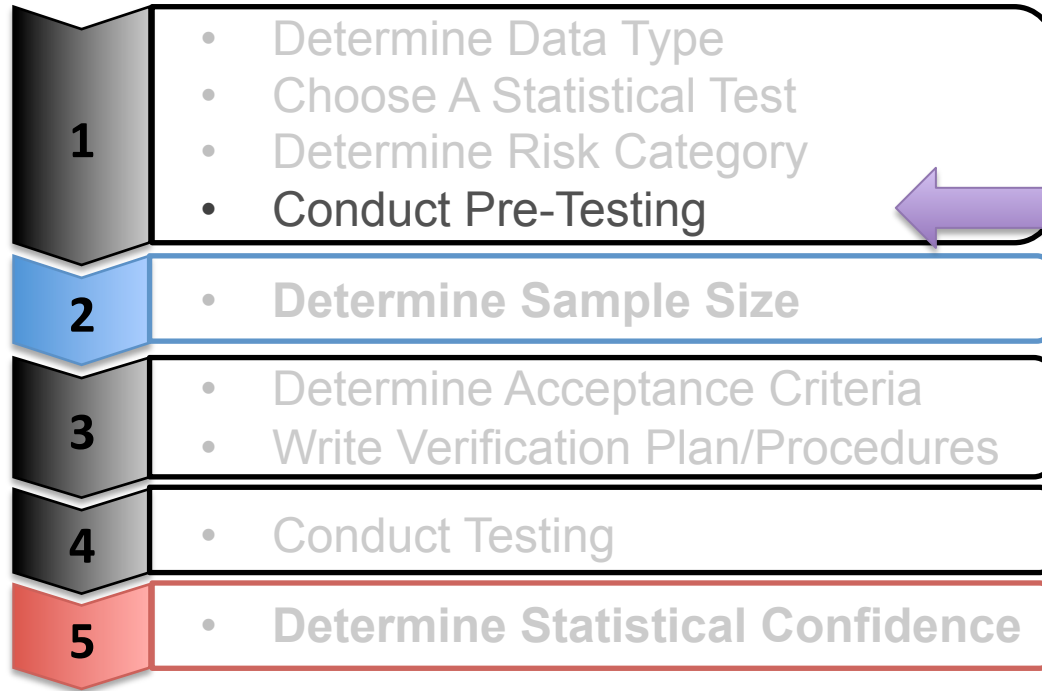 1
• Determine Data Type
• Choose A Statistical Test
• Determine Risk Category
• Conduct Pre-Testing
2
• Determine Sample Size
3
• Determine Acceptance Criteria
• Write Verification Plan/Procedures
4
• Conduct Testing
5
• Determine Statistical Confidence